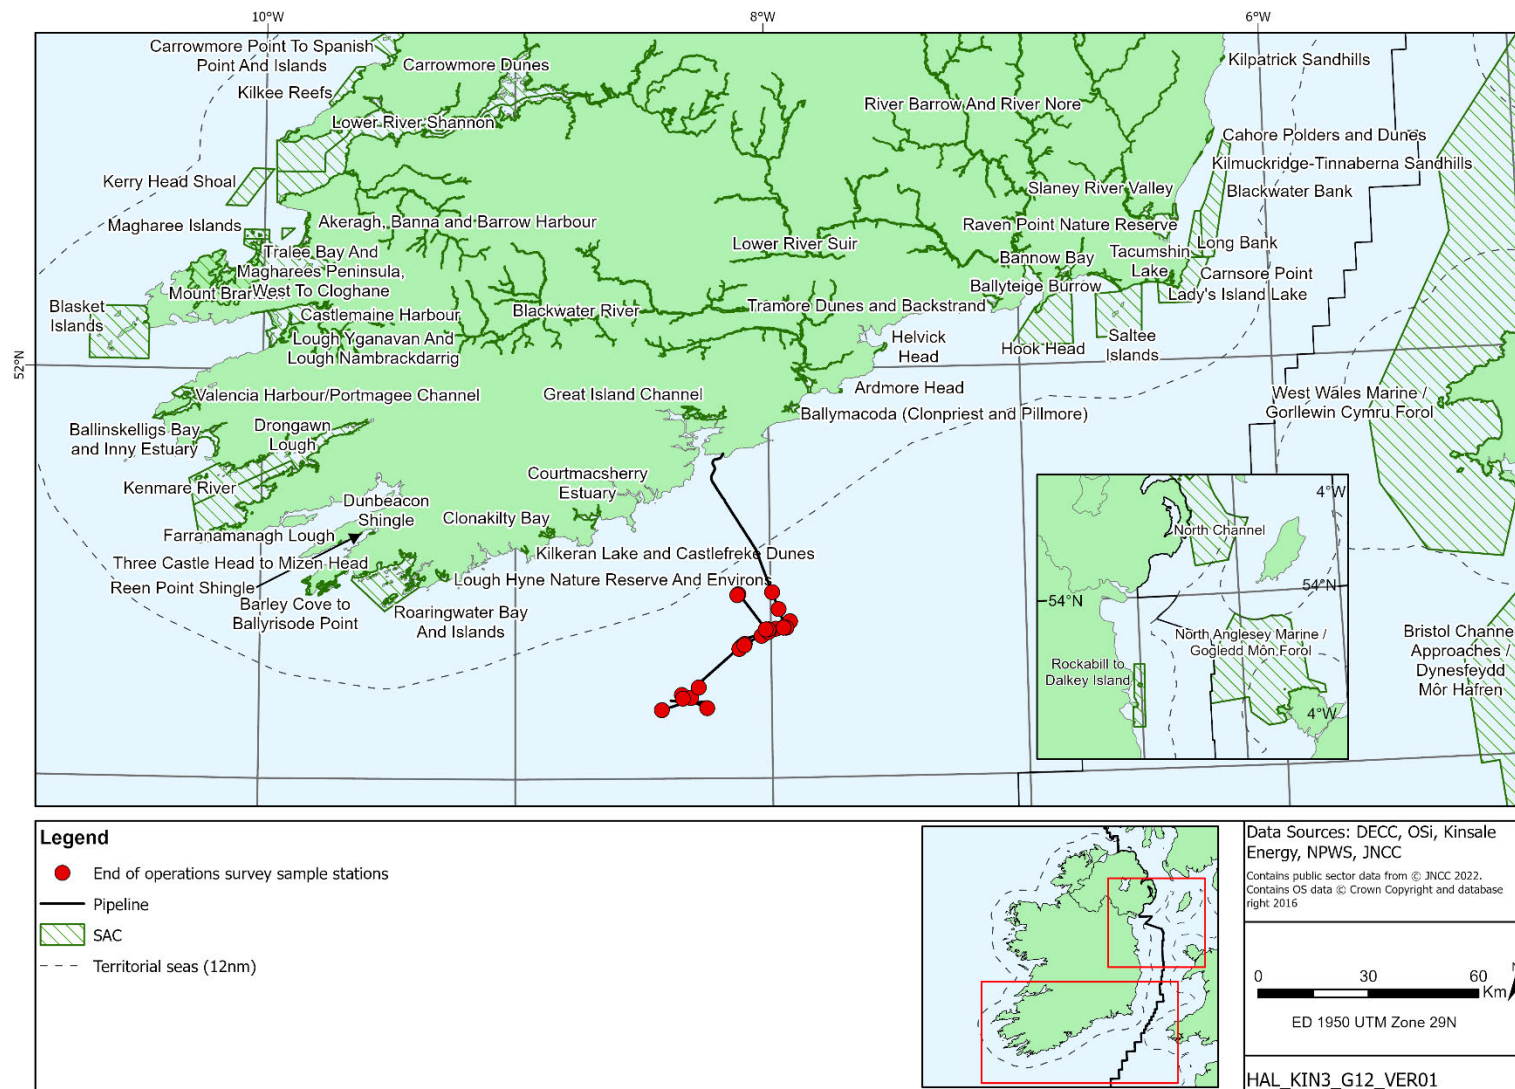 10°W
8°W
6°W
Carrowmore Point To Spanish
Point And Islands
Carrowmore Dunes
Kilpatrick Sandhills
Kilkee Reefs
River Barrow And River Nore
Lower River Shannon
Cahore Polders and Dunes
Kilmuckridge-Tinnaberna Sandhills
Kerry Head Shoal
Slaney River Valley
Blackwater Bank
Magharee Islands
Akeragh, Banna and Barrow Harbour
Raven Point Nature Reserve
Lower River Suir
Long Bank
Tralee Bay And
Magharees Peninsula,
West To Cloghane
Bannow Bay
Tacumshin
Lake
Carnsore Point
Mount Brandon
Ballyteige Burrow
Lady's Island Lake
Blasket
Islands
Castlemaine Harbour
Blackwater River
Tramore Dunes and Backstrand
Lough Yganavan And
Lough Nambrackdarrig
Helvick
Head
Hook Head
Saltee
Islands
52°N
Ardmore Head
West Wales Marine /
Gorllewin Cymru Forol
Valencia Harbour/Portmagee Channel
Great Island Channel
Ballymacoda (Clonpriest and Pillmore)
Ballinskelligs Bay
and Inny Estuary
Drongawn
Lough
Kenmare River
Courtmacsherry
Estuary
Dunbeacon
Shingle
Clonakilty Bay
Farranamanagh Lough
Kilkeran Lake and Castlefreke Dunes
Three Castle Head to Mizen Head
Lough Hyne Nature Reserve And Environs
Reen Point Shingle
Barley Cove to
Ballyrisode Point
Roaringwater Bay
And Islands
4°W
North Channel
54°N
54°N
North Anglesey Marine /
Gogledd Môn Forol
Rockabill to
Dalkey Island
4°W
Bristol Channel
Approaches /
Dynesfeydd
Môr Hafren
Legend
End of operations survey sample stations
Pipeline
SAC
Territorial seas (12nm)
Data Sources: DECC, OSi, Kinsale
Energy, NPWS, JNCC
Contains public sector data from © JNCC 2022.
Contains OS data © Crown Copyright and database
right 2016
0 30 60
Km
N
ED 1950 UTM Zone 29N
HAL_KIN3_G12_VER01